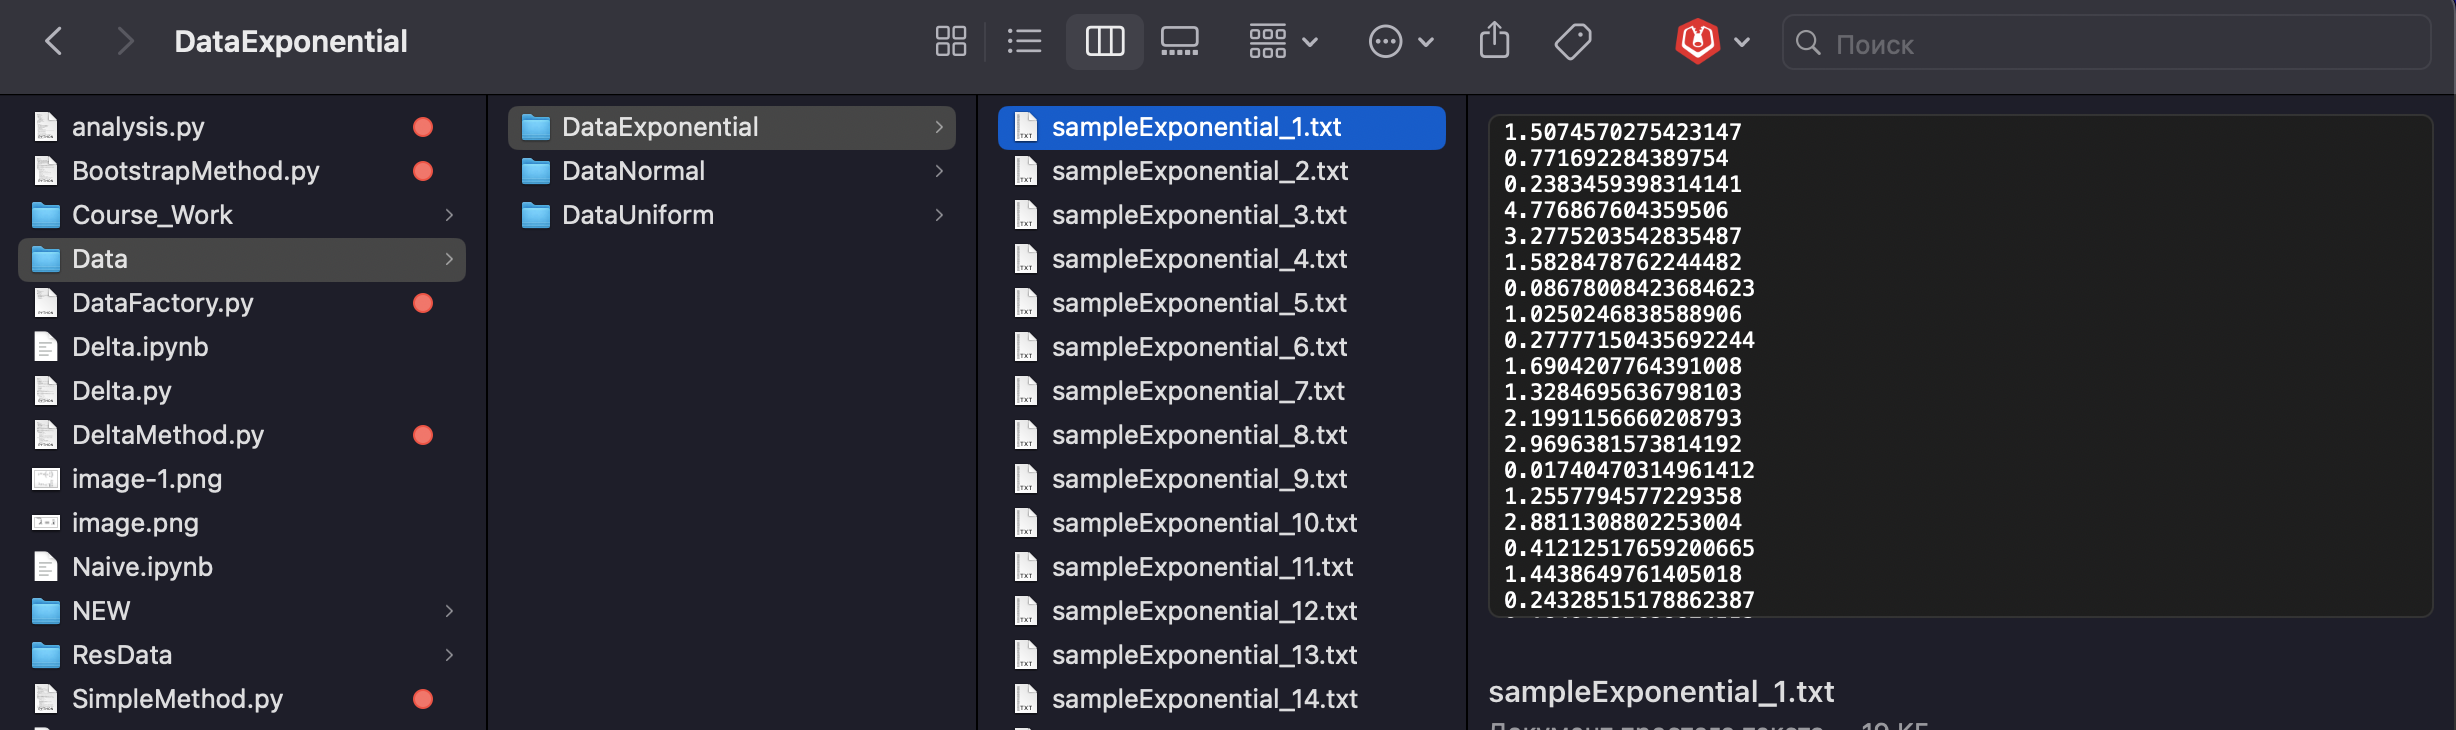 DataExponential
Поиск
analysis.py
BootstrapMethod.py
Course_Work
Data
DataFactory.py
Delta.ipynb
Delta.py
DeltaMethod.py
image-1.png
image.png
Naive.ipynb
NEW
ResData
SimpleMethod.py
DataExponential
DataNormal
DataUniform
sampleExponential_1.txt
sampleExponential_2.txt
sampleExponential_3.txt
sampleExponential_4.txt
sampleExponential_5.txt
sampleExponential_6.txt
sampleExponential_7.txt
sampleExponential_8.txt
sampleExponential_9.txt
sampleExponential_10.txt
sampleExponential_11.txt
sampleExponential_12.txt
sampleExponential_13.txt
sampleExponential_14.txt
1.5074570275423147
0.771692284389754
0.2383459398314141
4.776867604359506
3.2775203542835487
1.5828478762244482
0.08678008423684623
1.0250246838588906
0.27777150435692244
1.6904207764391008
1.3284695636798103
2.1991156660208793
2.9696381573814192
0.01740470314961412
1.2557794577229358
2.8811308802253004
0.41212517659200665
1.4438649761405018
0.24328515178862387
sampleExponential_1.txt
Документ простого текста